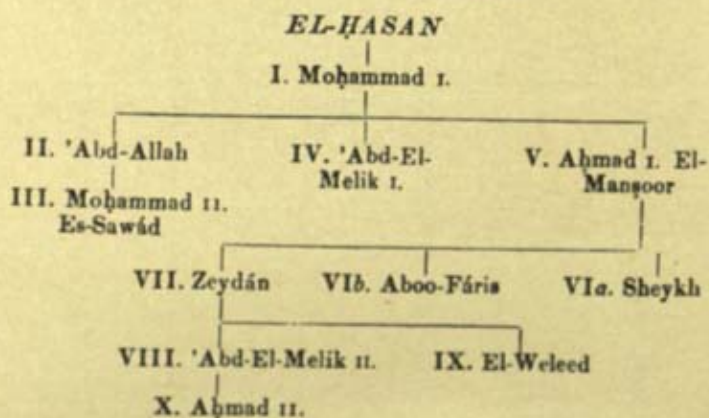 EL-ḤASAN
I. Moḥammad I.
II. 'Abd-Allah IV. 'Abd-El- V. Aḥmad I. El-
Melik I. Manṣoor
III. Moḥammad II.
Es-Sawád
VII. Zeydán VIb. Aboo-Fáris VIa. Sheykh
VIII. 'Abd-El-Melik II. IX. El-Weleed
X. Aḥmad II.